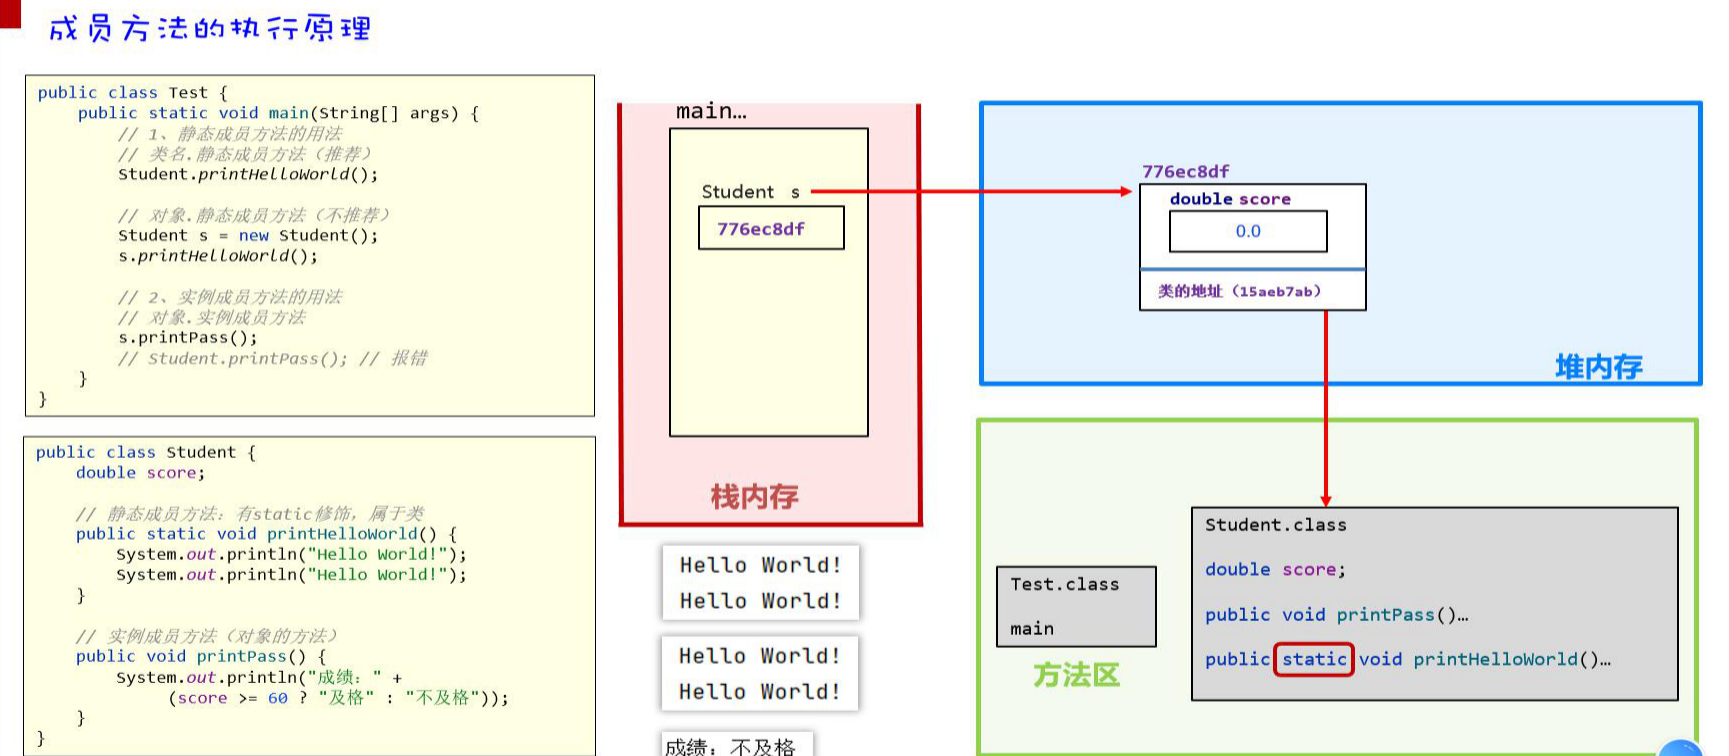 成员方法的执行原理
public class Test {
public static void main(String[] args) {
// 1、静态成员方法的用法
// 类名.静态成员方法（推荐）
Student.printHelloWorld();
// 对象.静态成员方法（不推荐）
Student s = new Student();
s.printHelloWorld();
// 2、实例成员方法的用法
// 对象.实例成员方法
s.printPass();
// Student.printPass(); // 报错
}
}
public class Student {
double score;
// 静态成员方法：有static修饰，属于类
public static void printHelloWorld() {
System.out.println("Hello World!");
System.out.println("Hello World!");
}
// 实例成员方法（对象的方法）
public void printPass() {
System.out.println("成绩：" +
(score >= 60 ? "及格" : "不及格"));
}
}
main…
Student s
776ec8df
栈内存
Hello World!
Hello World!
Hello World!
Hello World!
成绩：不及格
776ec8df
double score
0.0
类的地址（15aeb7ab）
堆内存
Test.class
main
方法区
Student.class
double score;
public void printPass()…
public static void printHelloWorld()…